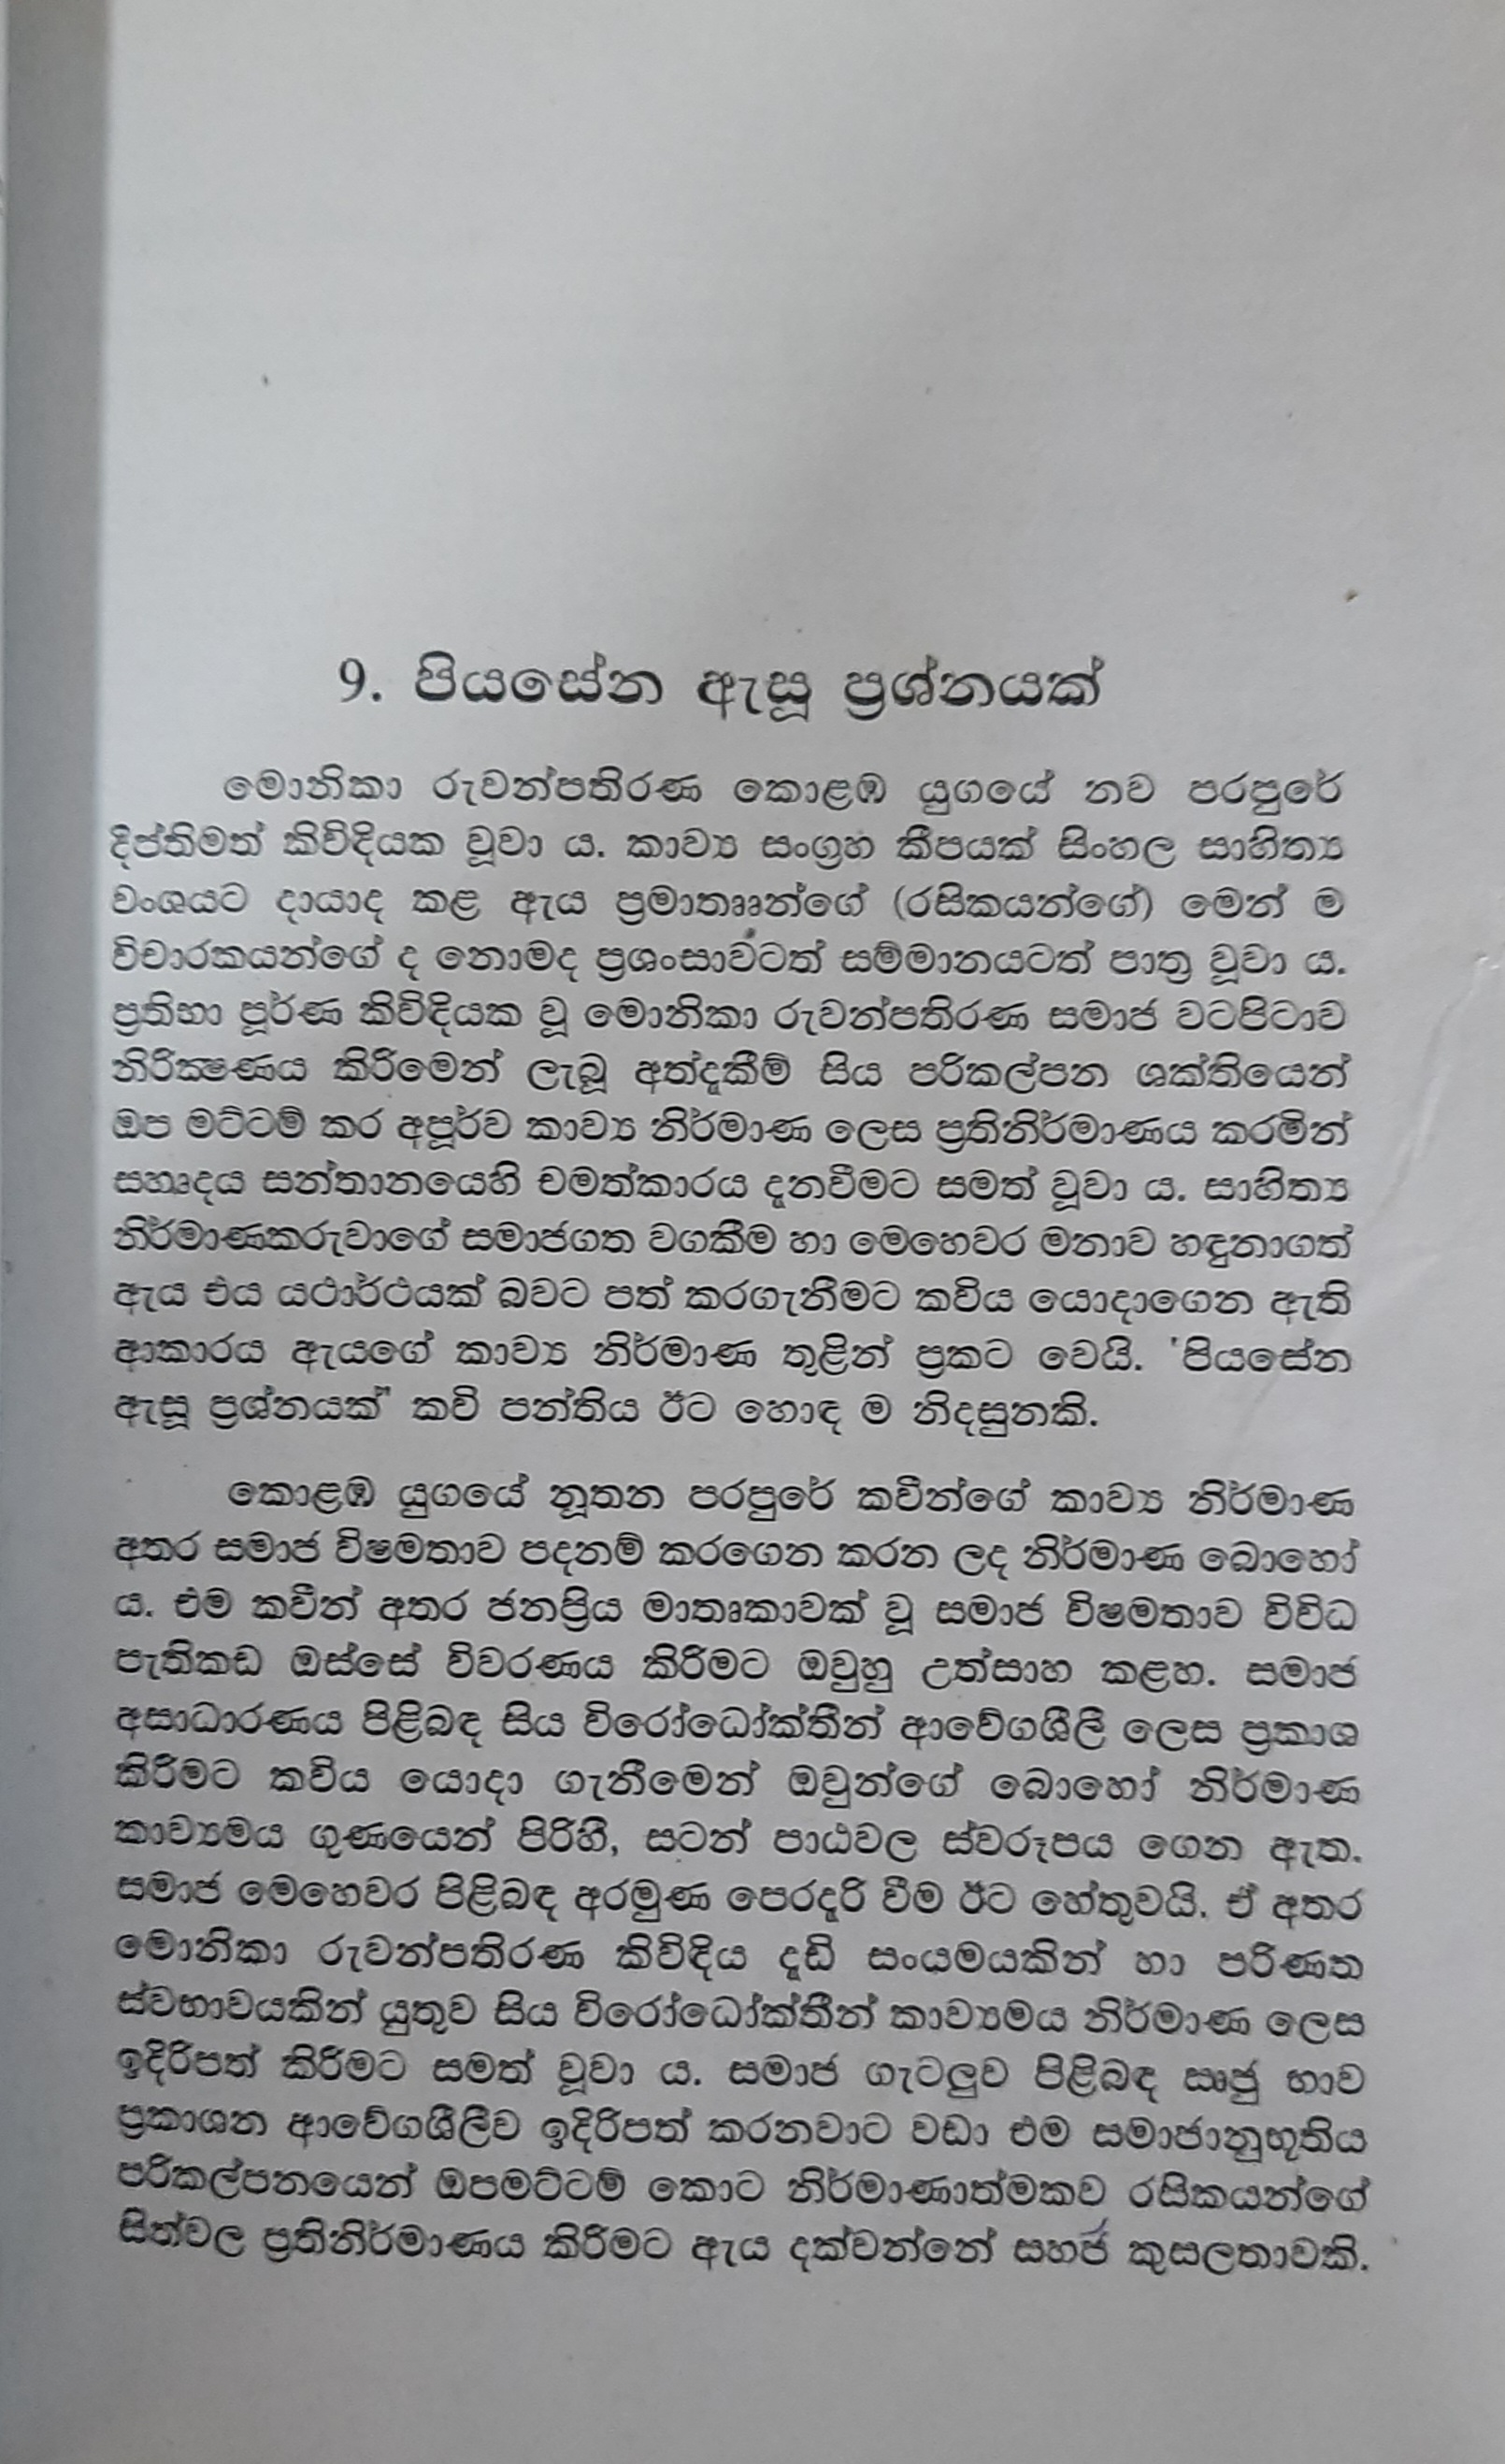 9. පියසේන ඇසූ ප්‍රශ්නයක්
මොනිකා රුවන්පතිරණ කොළඹ යුගයේ නව පරපුරේ
දිප්තිමත් කිවිඳියක වූවා ය. කාව්‍ය සංග්‍රහ කීපයක් සිංහල සාහිත්‍ය
වංශයට දායාද කළ ඇය ප්‍රමාතෲන්ගේ (රසිකයන්ගේ) මෙන් ම
විචාරකයන්ගේ ද නොමද ප්‍රශංසාවටත් සම්මානයටත් පාත්‍ර වූවා ය.
ප්‍රතිභා පූර්ණ කිවිඳියක වූ මොනිකා රුවන්පතිරණ සමාජ වටපිටාව
නිරික්‍ෂණය කිරීමෙන් ලැබූ අත්දැකීම් සිය පරිකල්පන ශක්තියෙන්
ඔප මට්ටම් කර අපූර්ව කාව්‍ය නිර්මාණ ලෙස ප්‍රතිනිර්මාණය කරමින්
සහෘදය සන්තානයෙහි චමත්කාරය දැනවීමට සමත් වූවා ය. සාහිත්‍ය
නිර්මාණකරුවාගේ සමාජගත වගකීම හා මෙහෙවර මනාව හඳුනාගත්
ඇය එය යථාර්ථයක් බවට පත් කරගැනීමට කවිය යොදාගෙන ඇති
ආකාරය ඇයගේ කාව්‍ය නිර්මාණ තුළින් ප්‍රකට වෙයි. 'පියසේන
ඇසූ ප්‍රශ්නයක්' කවි පන්තිය ඊට හොඳ ම නිදසුනකි.
කොළඹ යුගයේ නූතන පරපුරේ කවීන්ගේ කාව්‍ය නිර්මාණ
අතර සමාජ විෂමතාව පදනම් කරගෙන කරන ලද නිර්මාණ බොහෝ
ය. එම කවීන් අතර ජනප්‍රිය මාතෘකාවක් වූ සමාජ විෂමතාව විවිධ
පැතිකඩ ඔස්සේ විවරණය කිරීමට ඔවුහු උත්සාහ කළහ. සමාජ
අසාධාරණය පිළිබඳ සිය විරෝධෝක්තීන් ආවේගශීලී ලෙස ප්‍රකාශ
කිරීමට කවිය යොදා ගැනීමෙන් ඔවුන්ගේ බොහෝ නිර්මාණ
කාව්‍යමය ගුණයෙන් පිරිහී, සටන් පාඨවල ස්වරූපය ගෙන ඇත.
සමාජ මෙහෙවර පිළිබඳ අරමුණ පෙරදැරි වීම ඊට හේතුවයි. ඒ අතර
මොනිකා රුවන්පතිරණ කිවිඳිය දැඩි සංයමයකින් හා පරිණත
ස්වභාවයකින් යුතුව සිය විරෝධෝක්තීන් කාව්‍යමය නිර්මාණ ලෙස
ඉදිරිපත් කිරීමට සමත් වූවා ය. සමාජ ගැටලුව පිළිබඳ ඍජු භාව
ප්‍රකාශන ආවේගශීලීව ඉදිරිපත් කරනවාට වඩා එම සමාජානුභූතිය
පරිකල්පනයෙන් ඔපමට්ටම් කොට නිර්මාණාත්මකව රසිකයන්ගේ
සිත්වල ප්‍රතිනිර්මාණය කිරීමට ඇය දක්වන්නේ සහජ කුසලතාවකි.